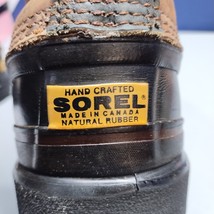 HAND CRAFTED
SOREL
MADE IN CANADA
NATURAL RUBBER